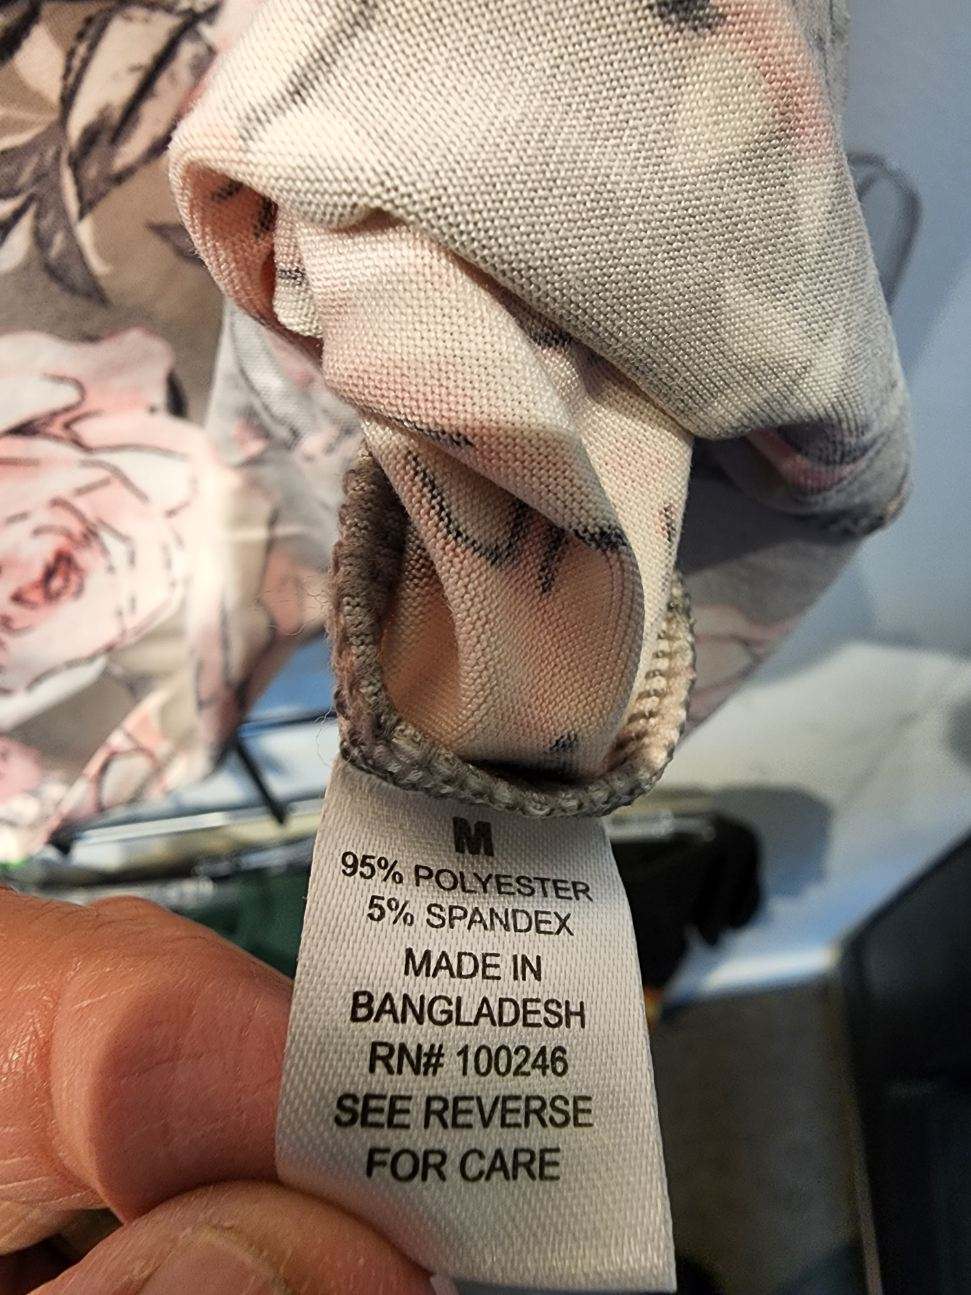 M
95% POLYESTER
5% SPANDEX
MADE IN
BANGLADESH
RN# 100246
SEE REVERSE
FOR CARE